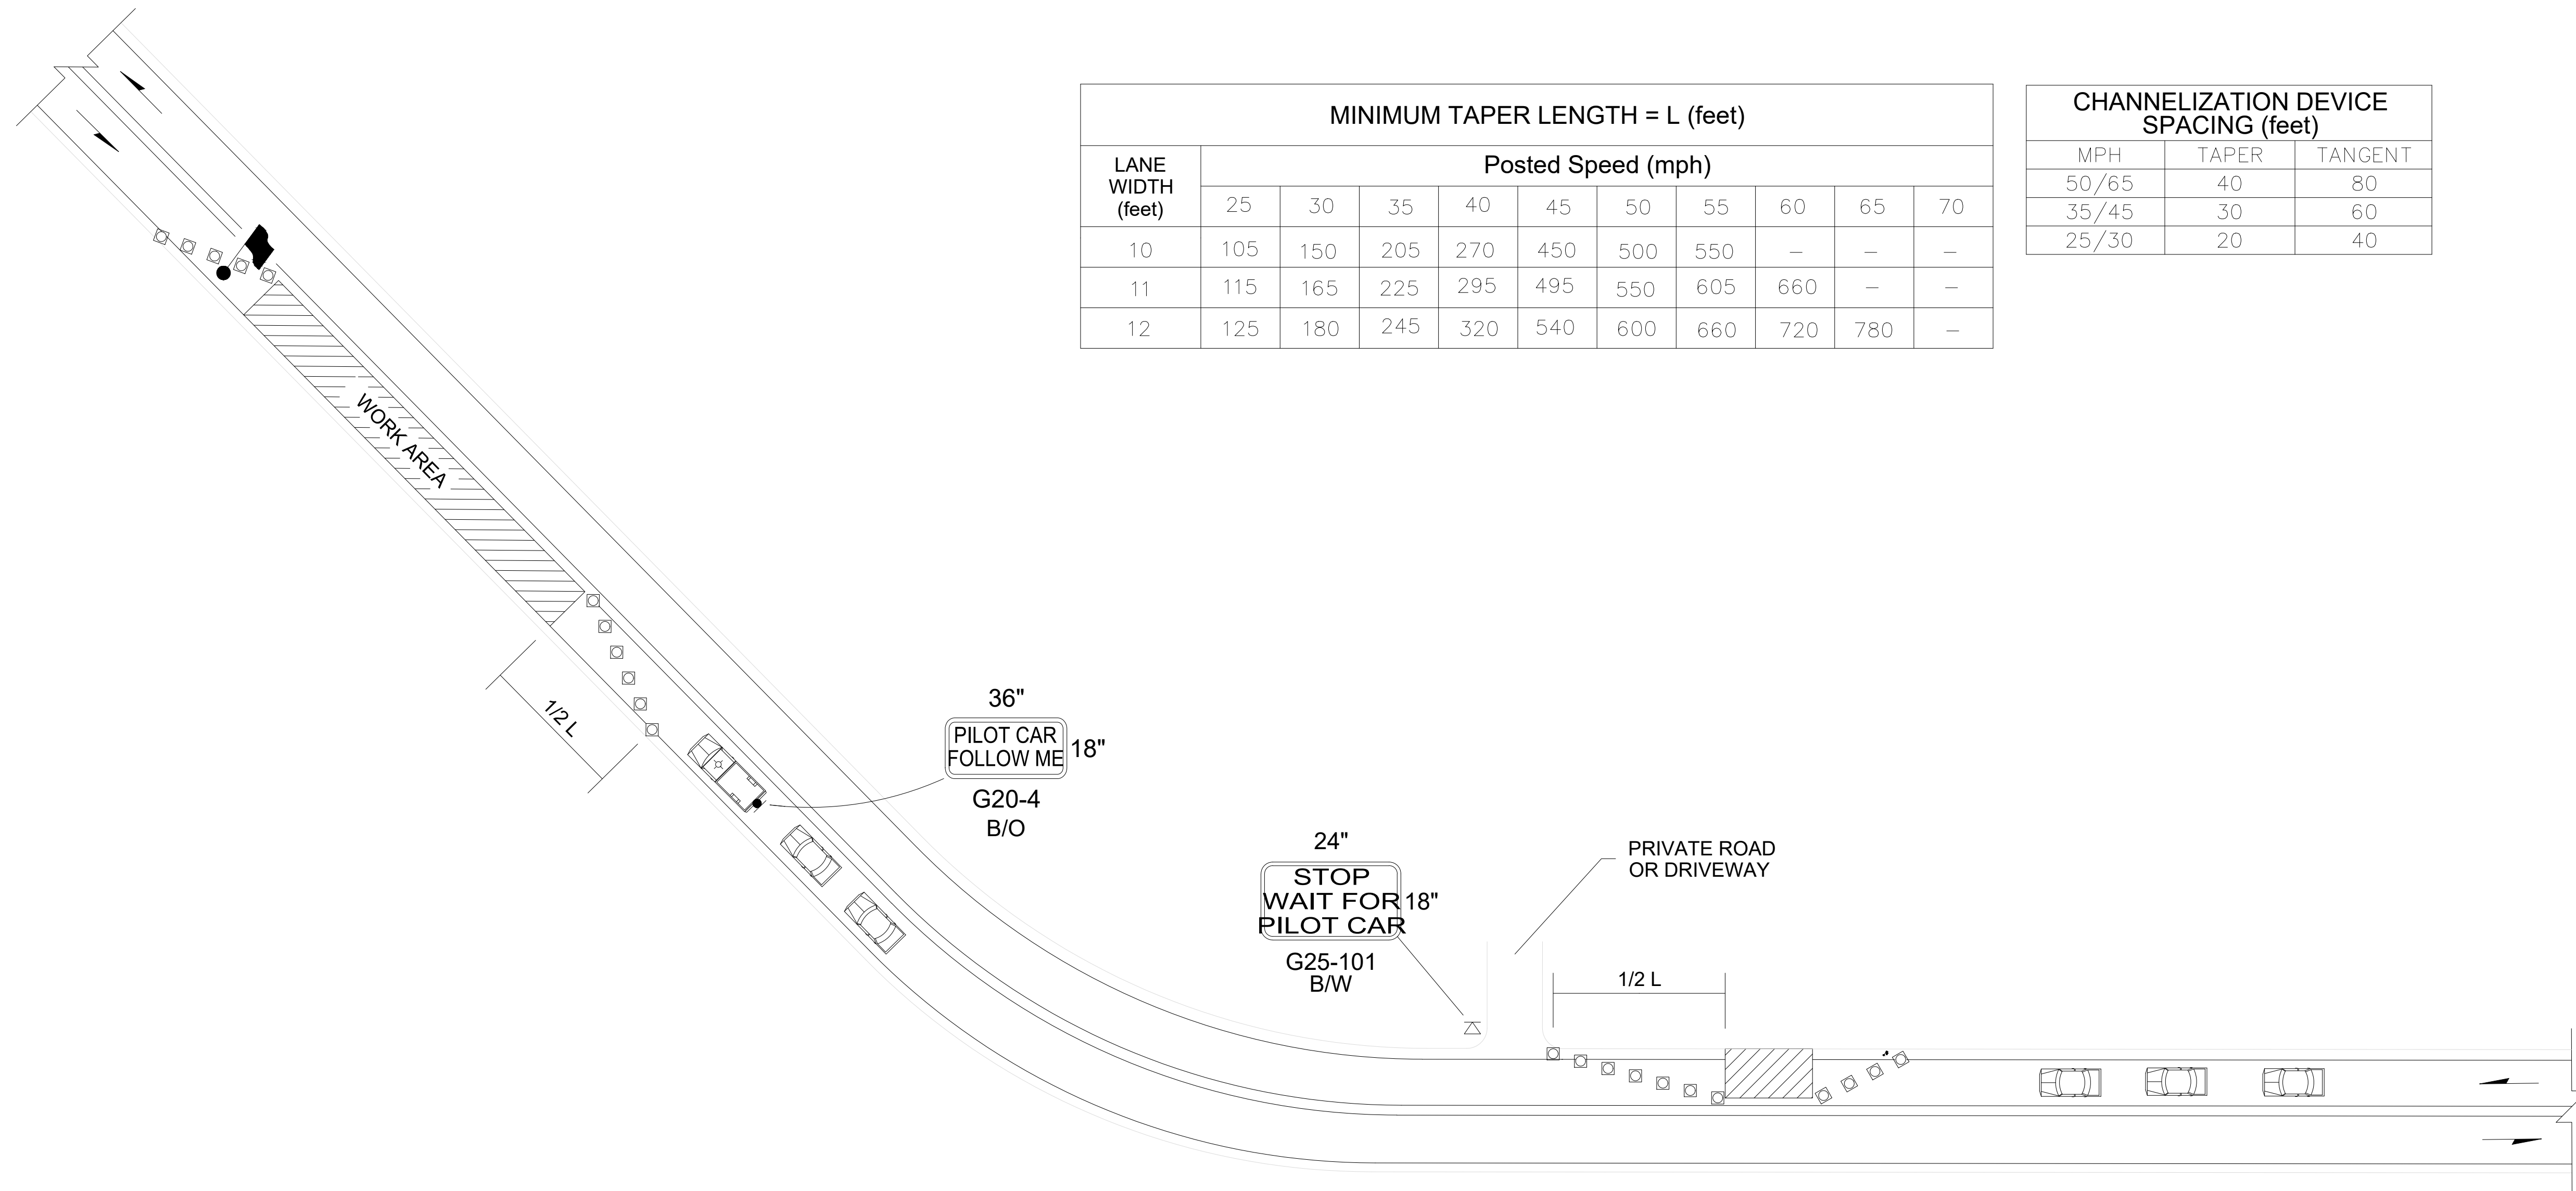 MINIMUM TAPER LENGTH = L (feet)
LANE WIDTH (feet)
Posted Speed (mph)
25 30 35 40 45 50 55 60 65 70
10 105 150 205 270 450 500 550 – – –
11 115 165 225 295 495 550 605 660 – –
12 125 180 245 320 540 600 660 720 780 –
CHANNELIZATION DEVICE
SPACING (feet)
MPH TAPER TANGENT
50/65 40 80
35/45 30 60
25/30 20 40
WORK AREA
1/2 L
36"
PILOT CAR
FOLLOW ME
18"
G20-4
B/O
24"
STOP
WAIT FOR
PILOT CAR
18"
G25-101
B/W
PRIVATE ROAD
OR DRIVEWAY
1/2 L